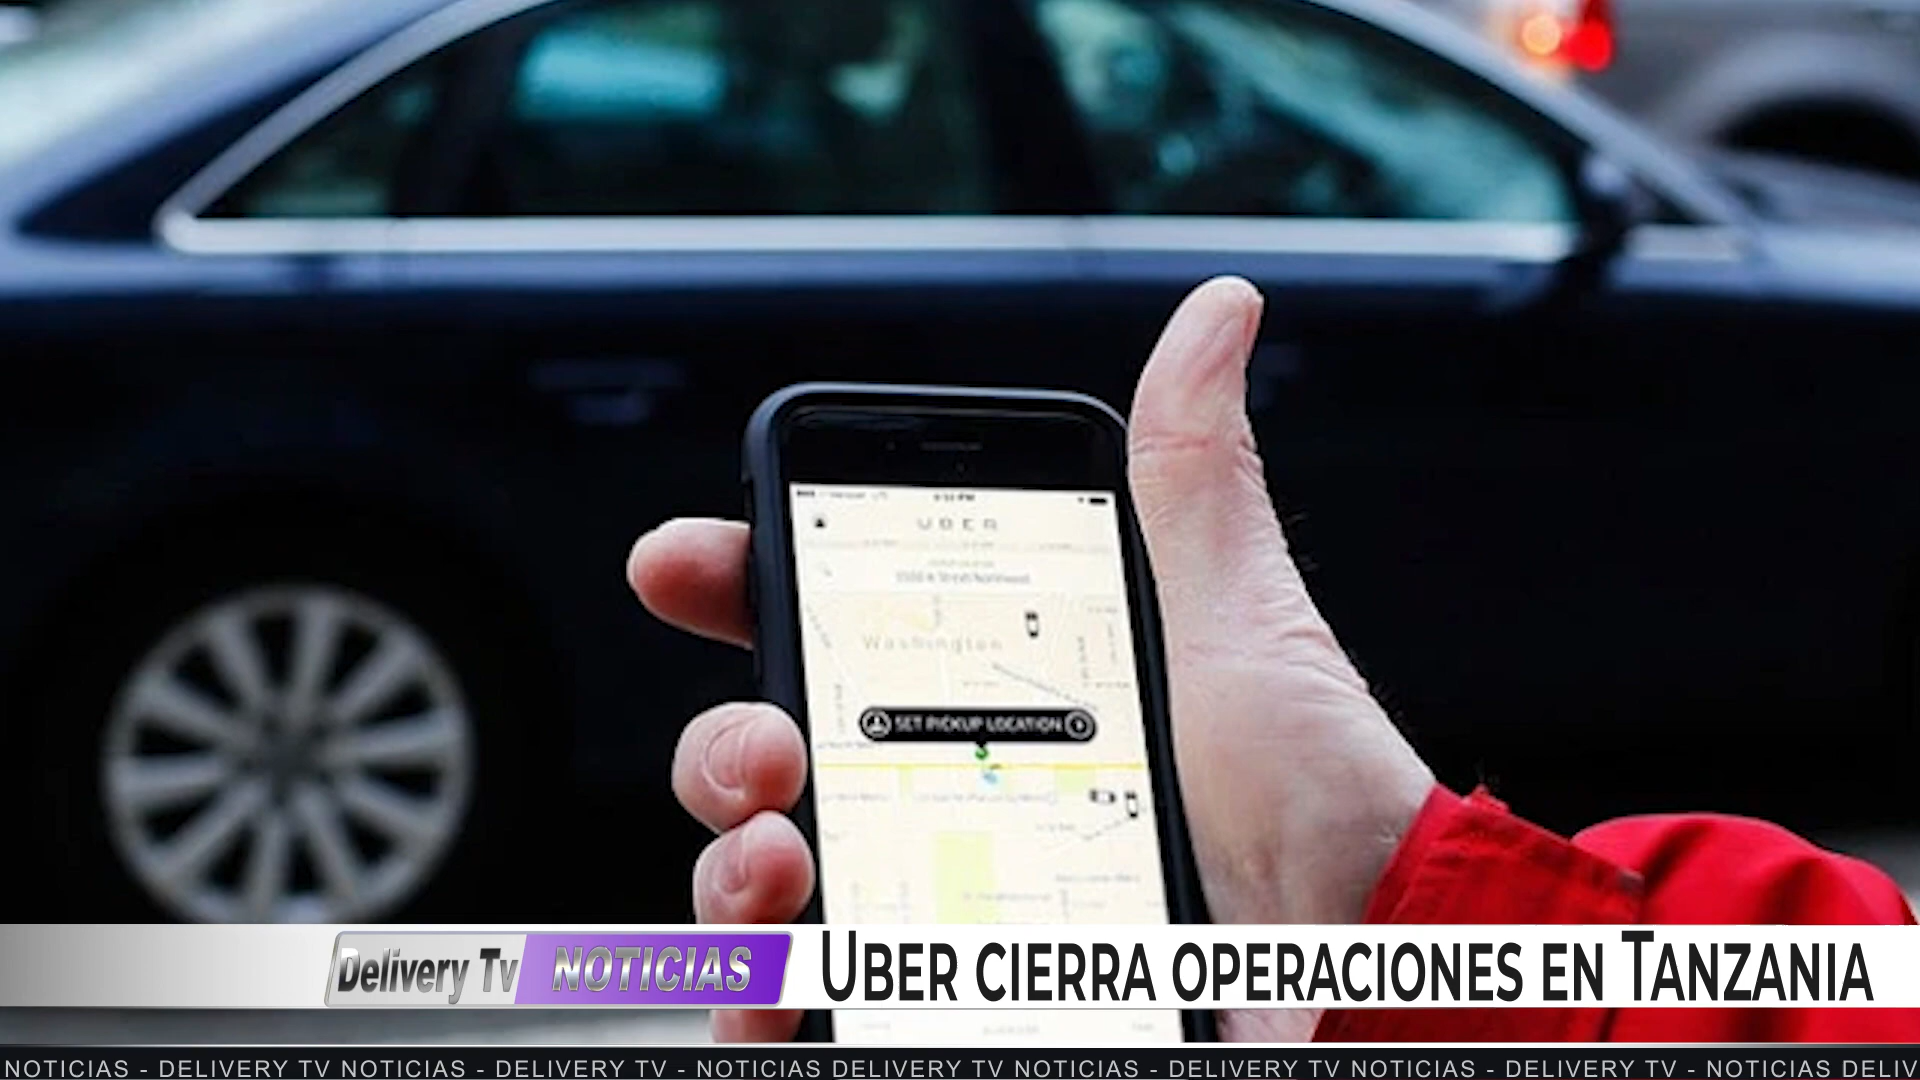 UBER
Washington
SET PICKUP LOCATION
Delivery Tv NOTICIAS
UBER CIERRA OPERACIONES EN TANZANIA
NOTICIAS - DELIVERY TV NOTICIAS - DELIVERY TV - NOTICIAS DELIVERY TV NOTICIAS - DELIVERY TV NOTICIAS - DELIVERY TV - NOTICIAS DELIV